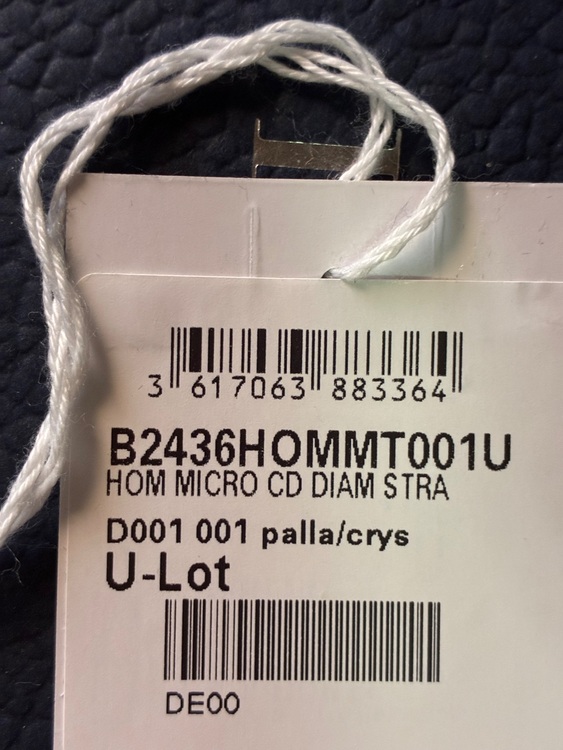 3 617063 883364
B2436HOMMT001U
HOM MICRO CD DIAM STRA
D001 001 palla/crys
U-Lot
DE00